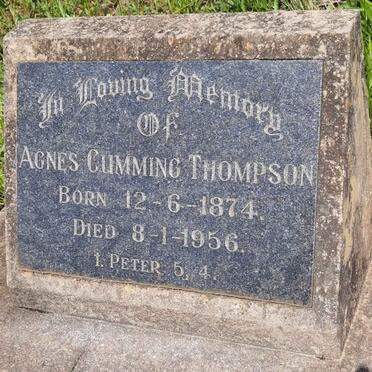 In Loving Memory
Of
Agnes Cumming Thompson
Born 12-6-1874.
Died 8-1-1956.
1. Peter 5, 4.